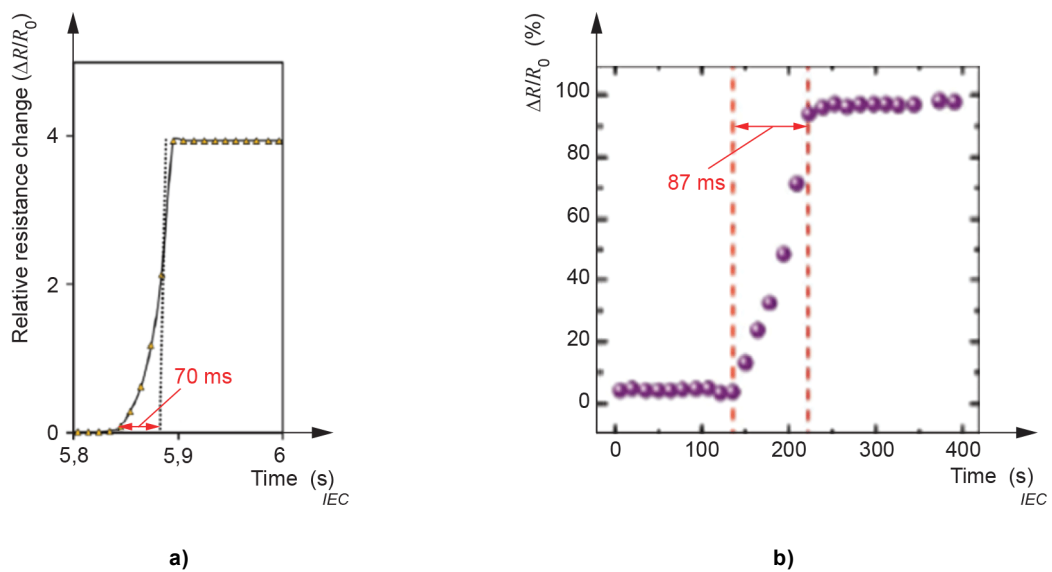 Relative resistance change (ΔR/R0)
4
2
0
70 ms
5,8
5,9
6
Time (s)
IEC
a)
ΔR/R0 (%)
100
80
60
40
20
0
87 ms
0
100
200
300
400
Time (s)
IEC
b)